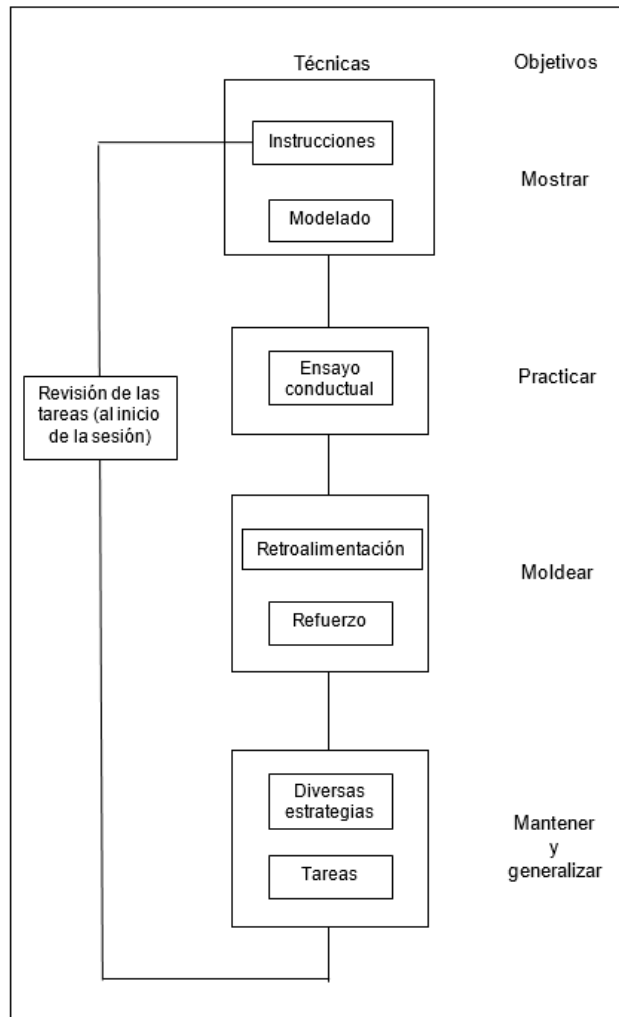 Técnicas
Objetivos
Instrucciones
Mostrar
Modelado
Ensayo
conductual
Practicar
Revisión de las
tareas (al inicio
de la sesión)
Retroalimentación
Moldear
Refuerzo
Diversas
estrategias
Mantener
y
generalizar
Tareas